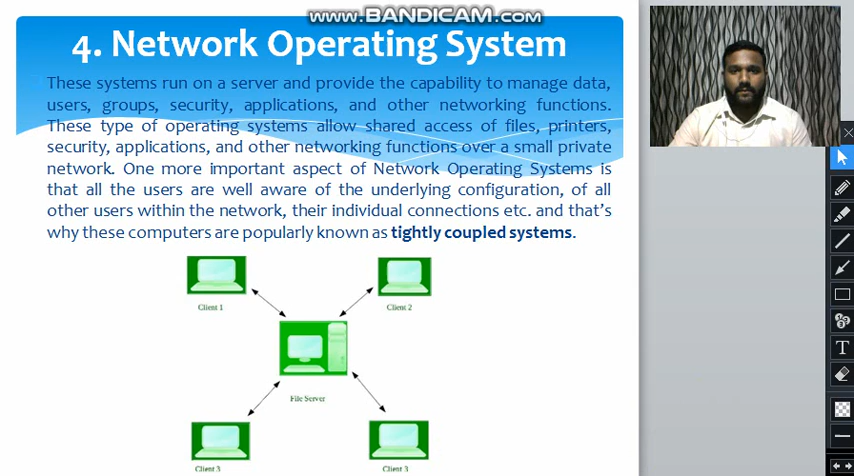 www.BANDICAM.com
4. Network Operating System
These systems run on a server and provide the capability to manage data,
users, groups, security, applications, and other networking functions.
These type of operating systems allow shared access of files, printers,
security, applications, and other networking functions over a small private
network. One more important aspect of Network Operating Systems is
that all the users are well aware of the underlying configuration, of all
other users within the network, their individual connections etc. and that's
why these computers are popularly known as tightly coupled systems.
Client 1
Client 2
File Server
Client 3
Client 3
T